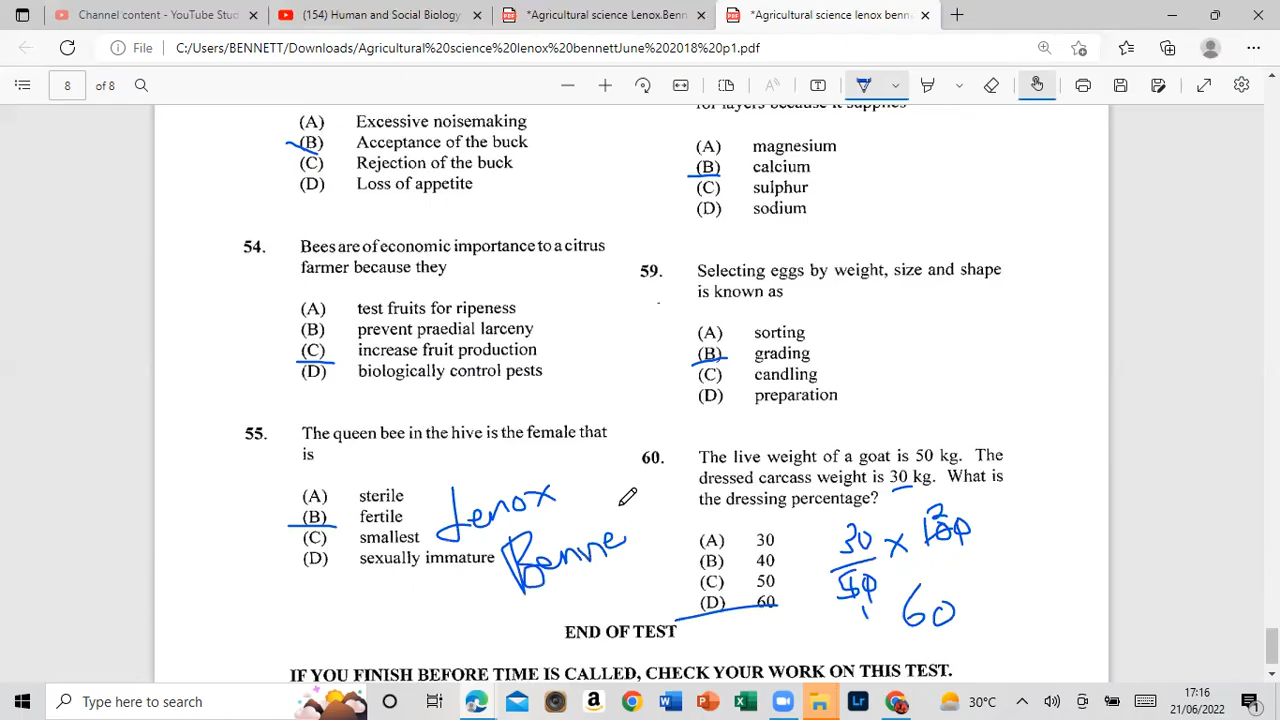 YouTube
Human and Social Biology
*Agricultural science Lenox.Benn
*Agricultural science lenox benn
File
C:/Users/BENNETT/Downloads/Agricultural%20science%20lenox%20bennettJune%202018%20p1.pdf
8 of 8
(A) Excessive noisemaking
(B) Acceptance of the buck
(C) Rejection of the buck
(D) Loss of appetite
54. Bees are of economic importance to a citrus
farmer because they
(A) test fruits for ripeness
(B) prevent praedial larceny
(C) increase fruit production
(D) biologically control pests
55. The queen bee in the hive is the female that
is
(A) sterile
(B) fertile
(C) smallest
(D) sexually immature
Lenox
Benne
for layers because it supplies
(A) magnesium
(B) calcium
(C) sulphur
(D) sodium
59. Selecting eggs by weight, size and shape
is known as
(A) sorting
(B) grading
(C) candling
(D) preparation
60. The live weight of a goat is 50 kg. The
dressed carcass weight is 30 kg. What is
the dressing percentage?
(A) 30
(B) 40
(C) 50
(D) 60
2
30 x 100
50
1
60
END OF TEST
IF YOU FINISH BEFORE TIME IS CALLED, CHECK YOUR WORK ON THIS TEST.
Type here to search
30°C
21/06/2022